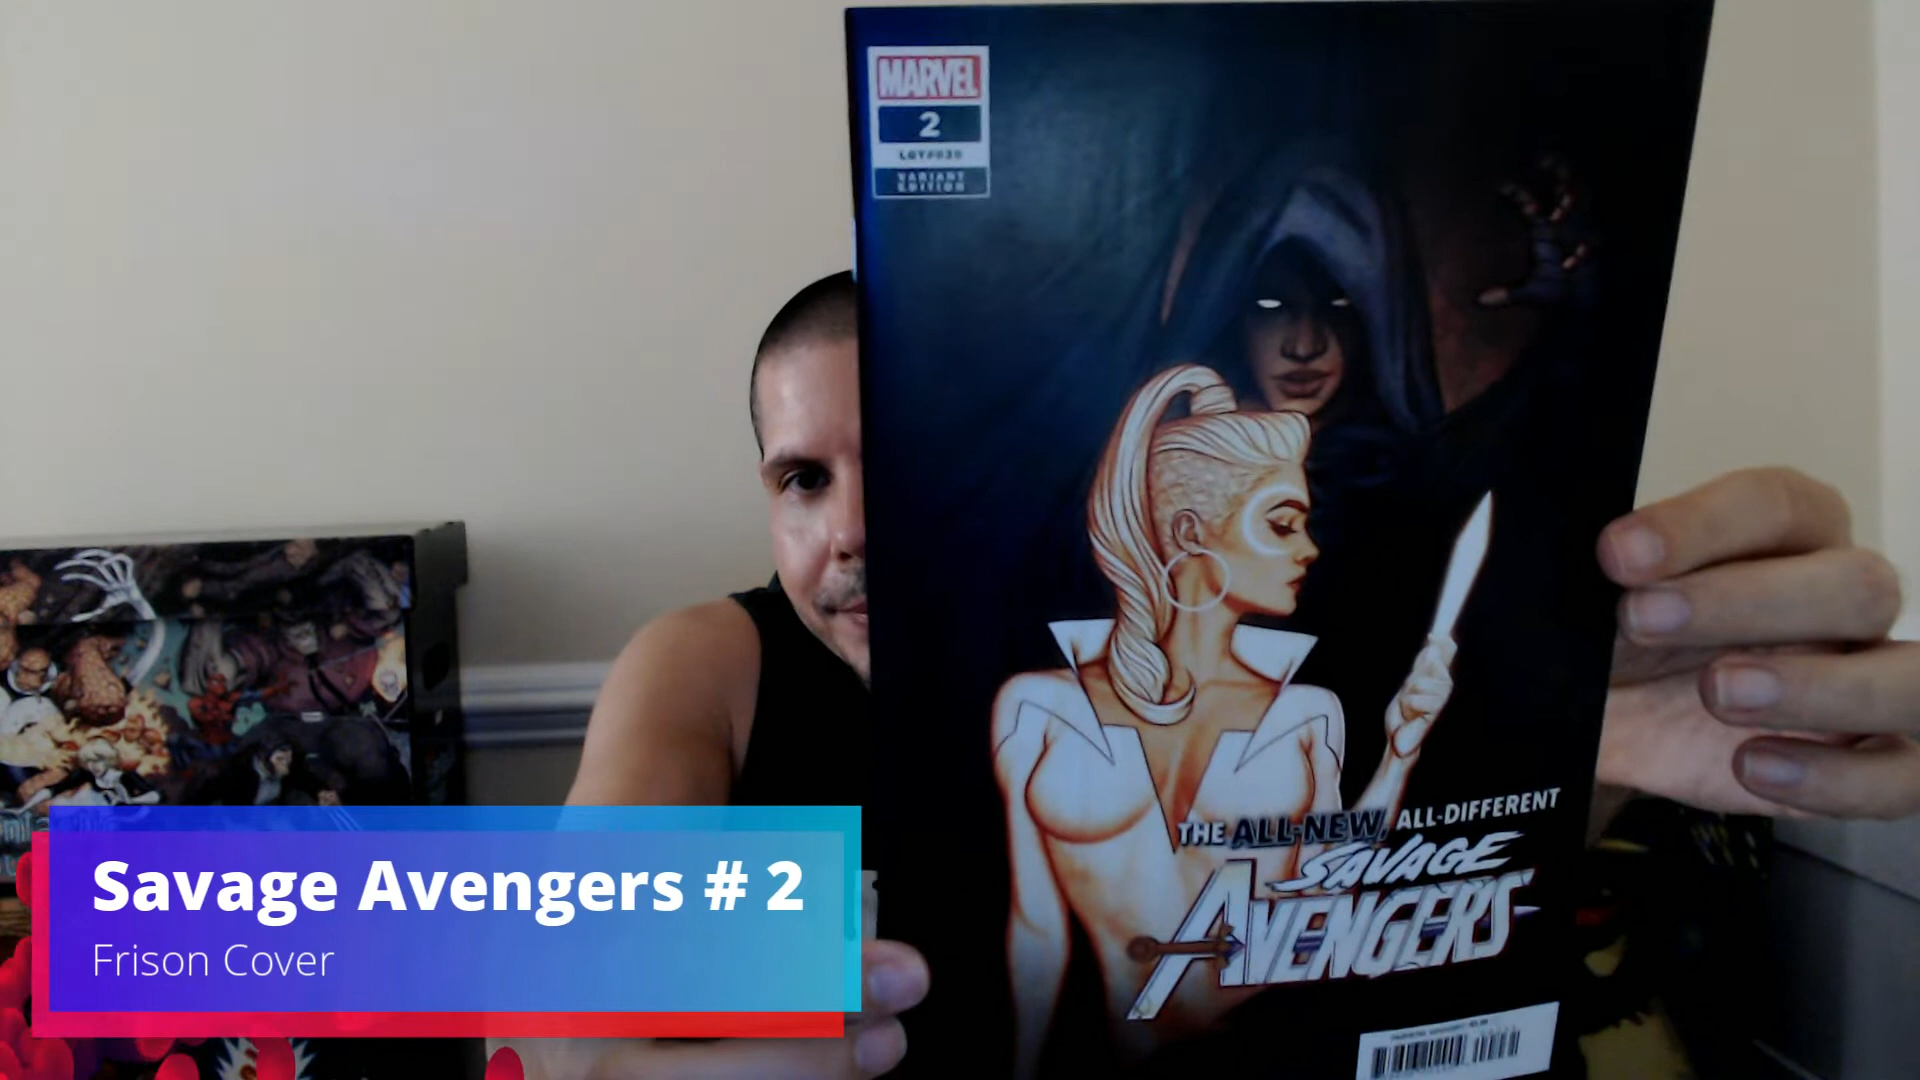 MARVEL
2
VARIANT
EDITION
THE ALL-NEW, ALL-DIFFERENT
SAVAGE
AVENGERS
Savage Avengers # 2
Frison Cover